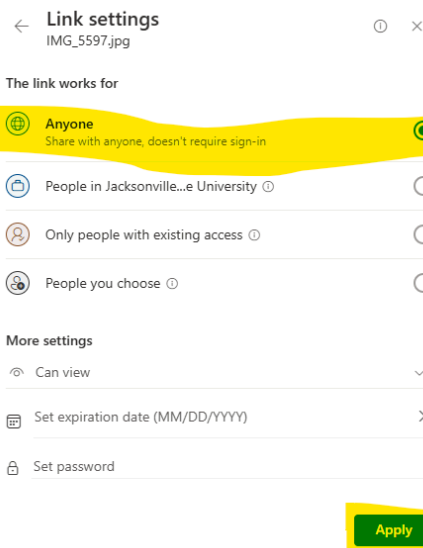 Link settings
IMG_5597.jpg
The link works for
Anyone
Share with anyone, doesn't require sign-in
People in Jacksonville...e University
Only people with existing access
People you choose
More settings
Can view
Set expiration date (MM/DD/YYYY)
Set password
Apply